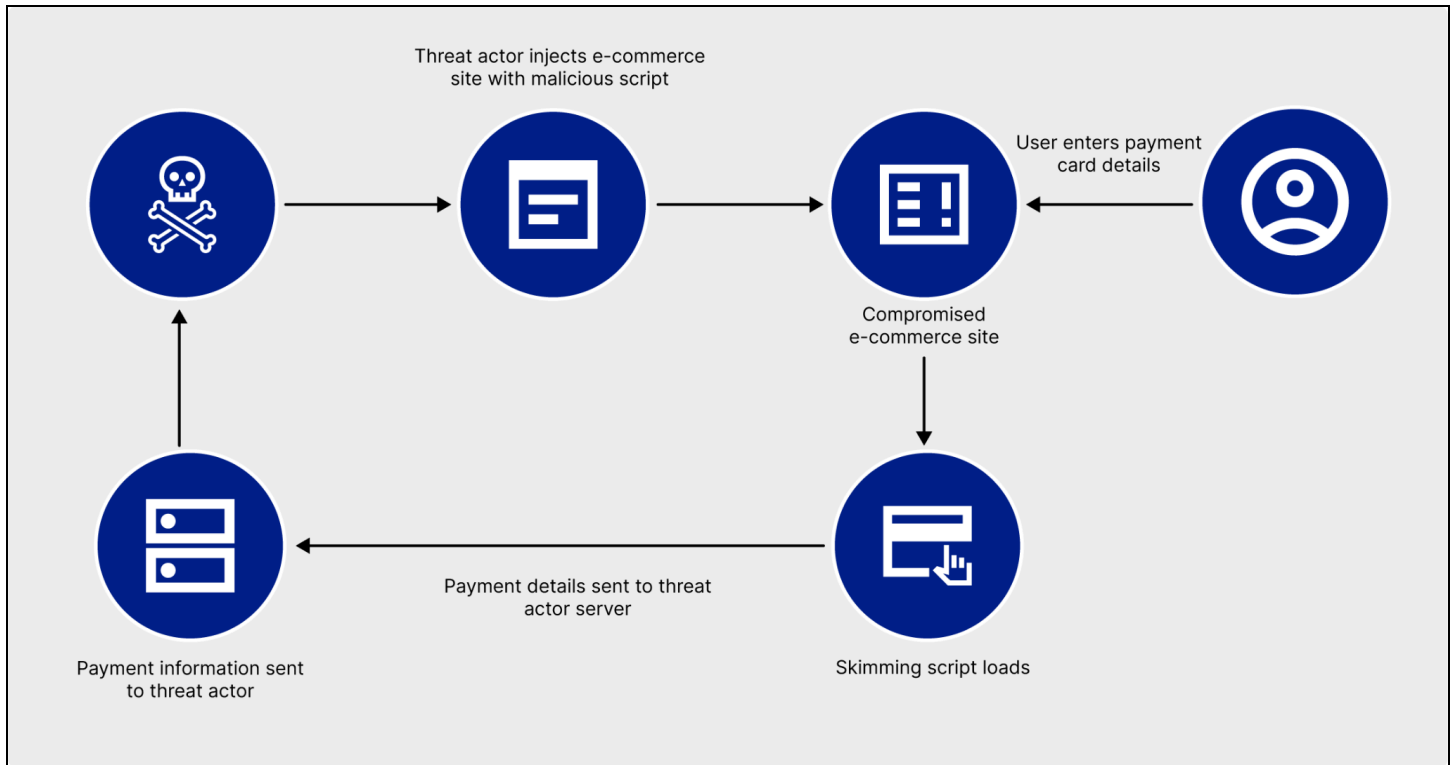 Threat actor injects e-commerce
site with malicious script
User enters payment
card details
Compromised
e-commerce site
Payment details sent to threat
actor server
Payment information sent
to threat actor
Skimming script loads